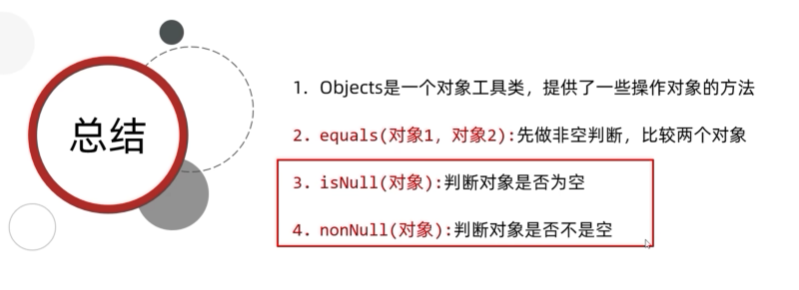 总结
1. Objects是一个对象工具类，提供了一些操作对象的方法
2. equals(对象1，对象2):先做非空判断，比较两个对象
3. isNull(对象):判断对象是否为空
4. nonNull(对象):判断对象是否不是空